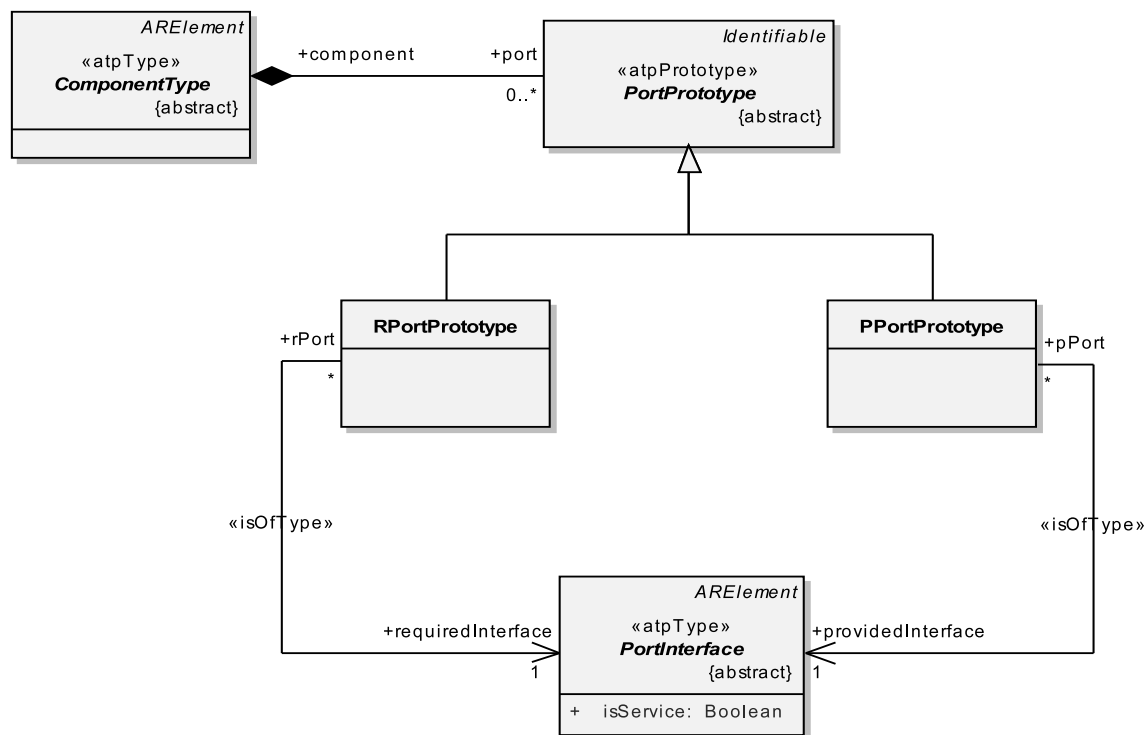 ARElement
«atpType»
ComponentType
{abstract}
+component
+port
0..*
Identifiable
«atpPrototype»
PortPrototype
{abstract}
RPortPrototype
PPortPrototype
+rPort
*
+pPort
*
«isOfType»
«isOfType»
ARElement
«atpType»
PortInterface
{abstract}
+requiredInterface
1
+providedInterface
1
+ isService: Boolean